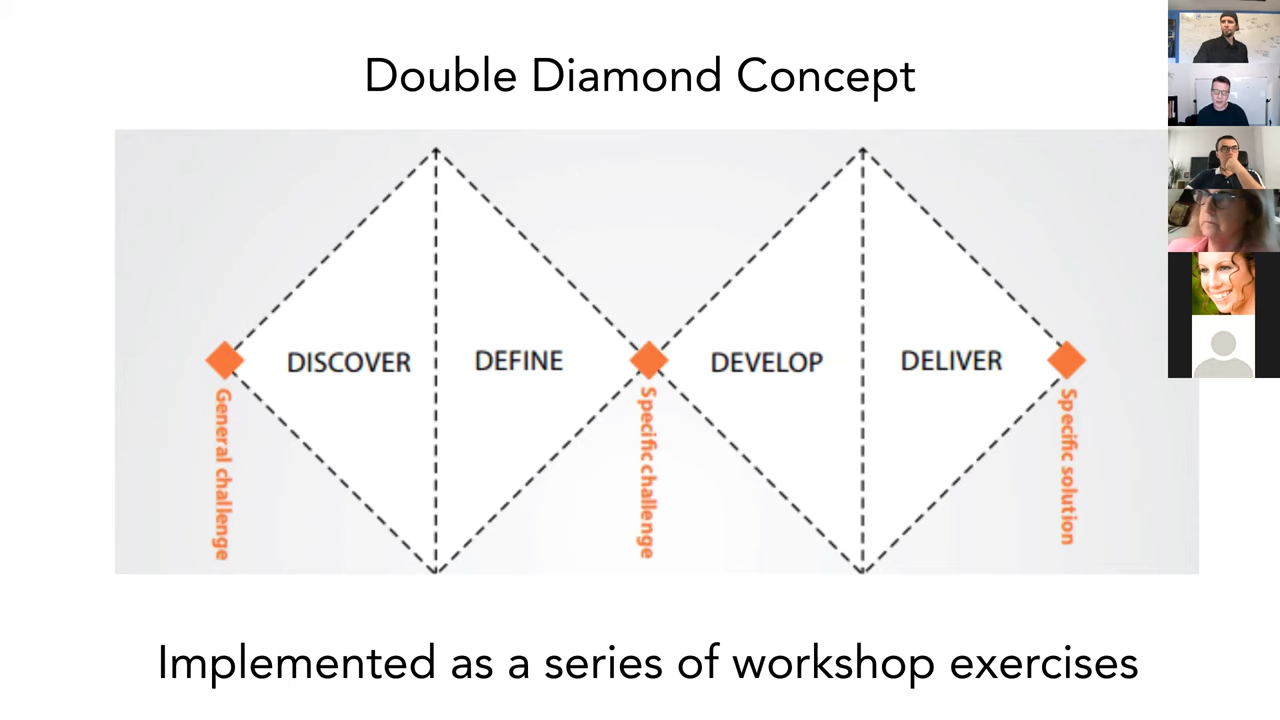 Double Diamond Concept
DISCOVER
DEFINE
DEVELOP
DELIVER
General challenge
Specific challenge
Specific solution
Implemented as a series of workshop exercises